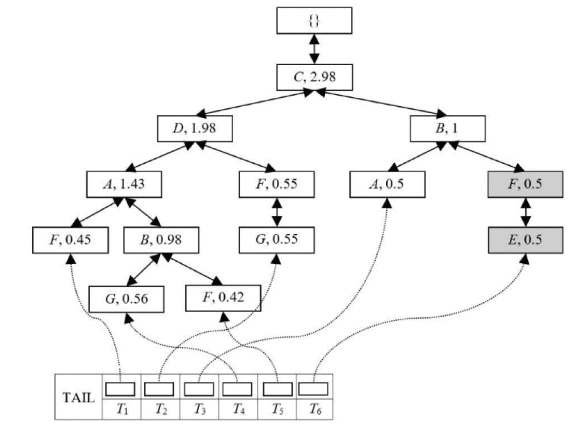 {}
C, 2.98
D, 1.98
B, 1
A, 1.43
F, 0.55
A, 0.5
F, 0.5
F, 0.45
B, 0.98
G, 0.55
E, 0.5
G, 0.56
F, 0.42
TAIL
T1 T2 T3 T4 T5 T6